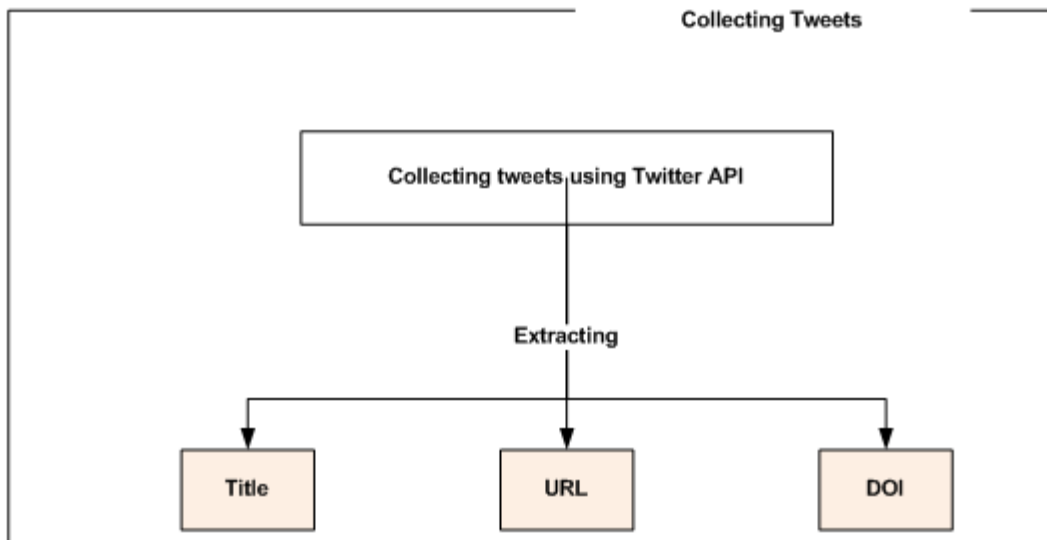 Collecting Tweets
Collecting tweets using Twitter API
Extracting
Title
URL
DOI